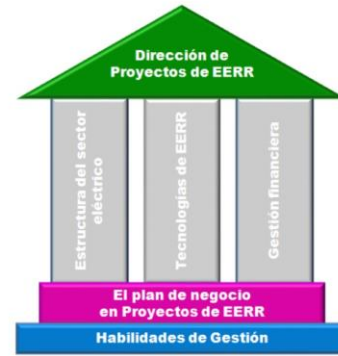 Dirección de
Proyectos de EERR
Estructura del sector
eléctrico
Tecnologías de EERR
Gestión financiera
El plan de negocio
en Proyectos de EERR
Habilidades de Gestión